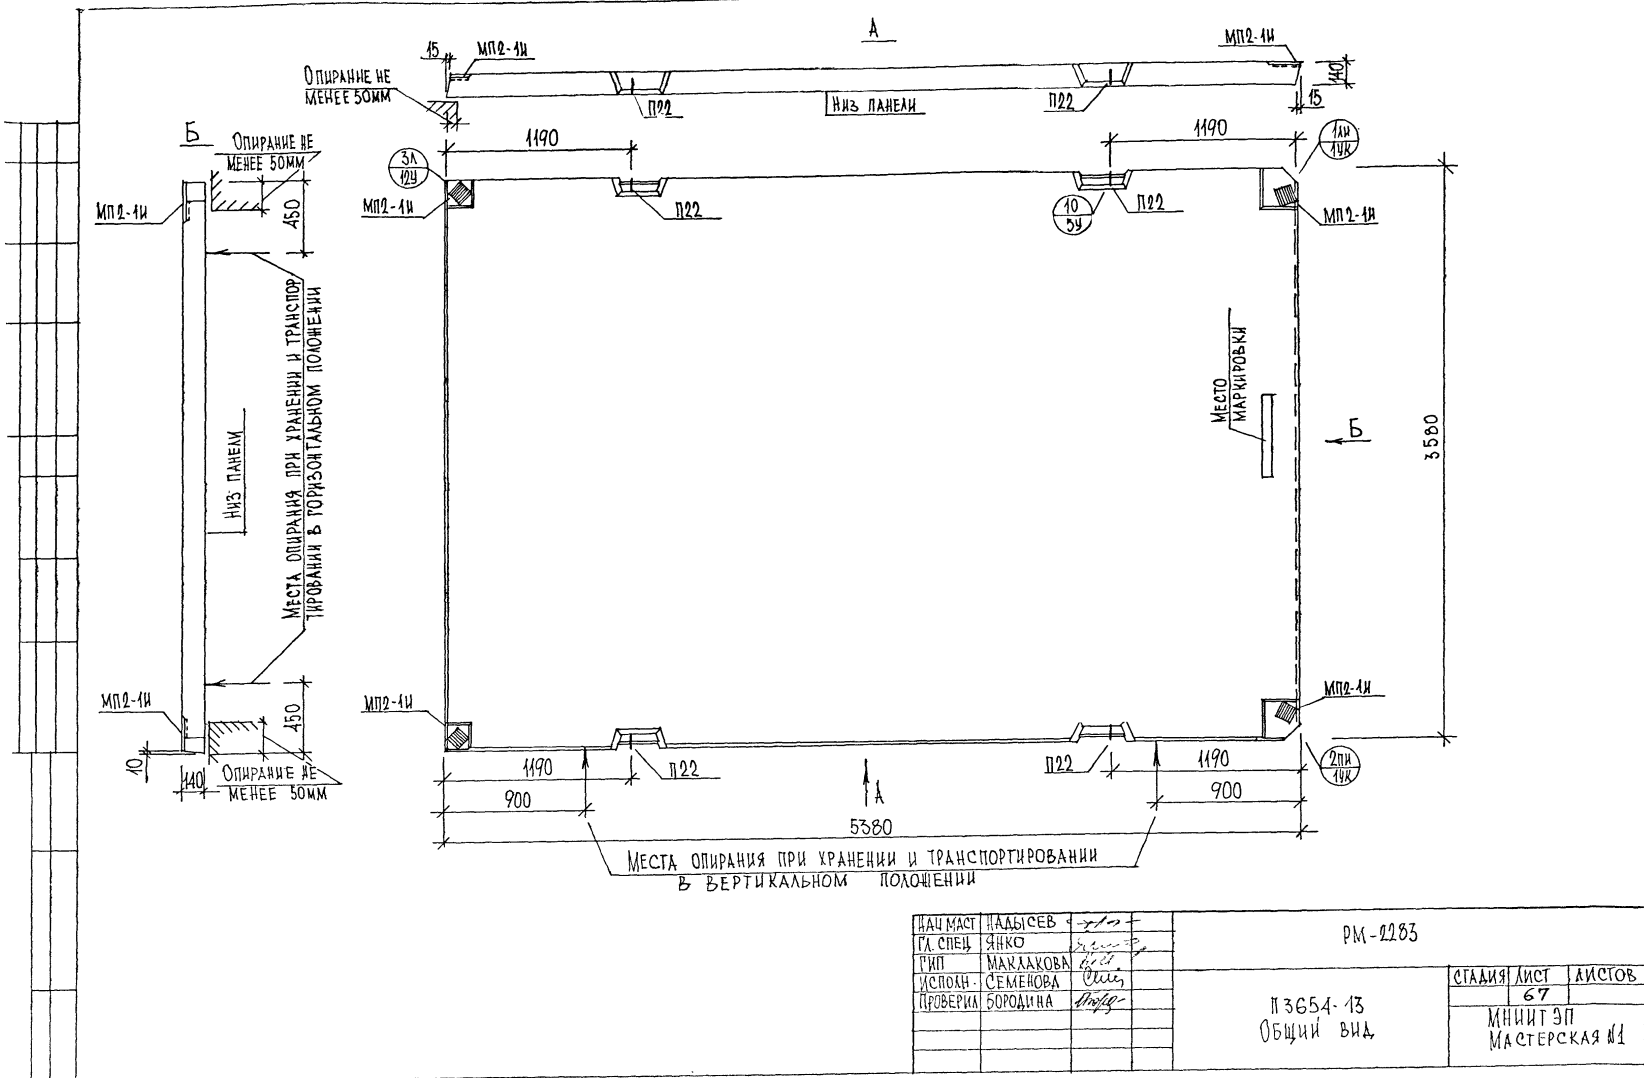 А
15
МП2-1И
МП2-1И
Опирание не
менее 50мм
П22
Низ панели
П22
140
15
Б
Опирание не
менее 50мм
1190
1190
3Л
12У
1ЛИ
14К
МП2-1И
450
МП2-1И
П22
10
5У
П22
МП2-1И
Места опирания при хранении и транспор
тировании в горизонтальном положении
Низ панели
Место
маркировки
Б
3580
МП2-1И
450
МП2-1И
МП2-1И
10
140
Опирание не
менее 50мм
1190
П22
П22
1190
2ПИ
14К
900
А
900
5380
Места опирания при хранении и транспортировании
в вертикальном положении
Нач маст Надысев
Гл. спец Янко
ГИП Маклакова
Исполн. Семенова
Проверил Бородина
РМ-2283
П3654-13
Общий вид
Стадия Лист Листов
67
МНИИТЭП
Мастерская №1